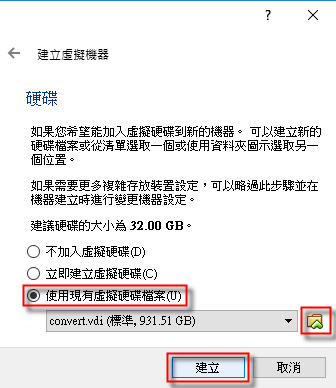 ?
建立虛擬機器
硬碟
如果您希望能加入虛擬硬碟到新的機器。可以建立新的
硬碟檔案或從清單選取一個或使用資料夾圖示選取另一
個位置。
如果需要更多複雜存放裝置設定，可以略過此步驟並在
機器建立時進行變更機器設定。
建議硬碟的大小為 32.00 GB。
不加入虛擬硬碟(D)
立即建立虛擬硬碟(C)
使用現有虛擬硬碟檔案(U)
convert.vdi (標準, 931.51 GB)
建立 取消